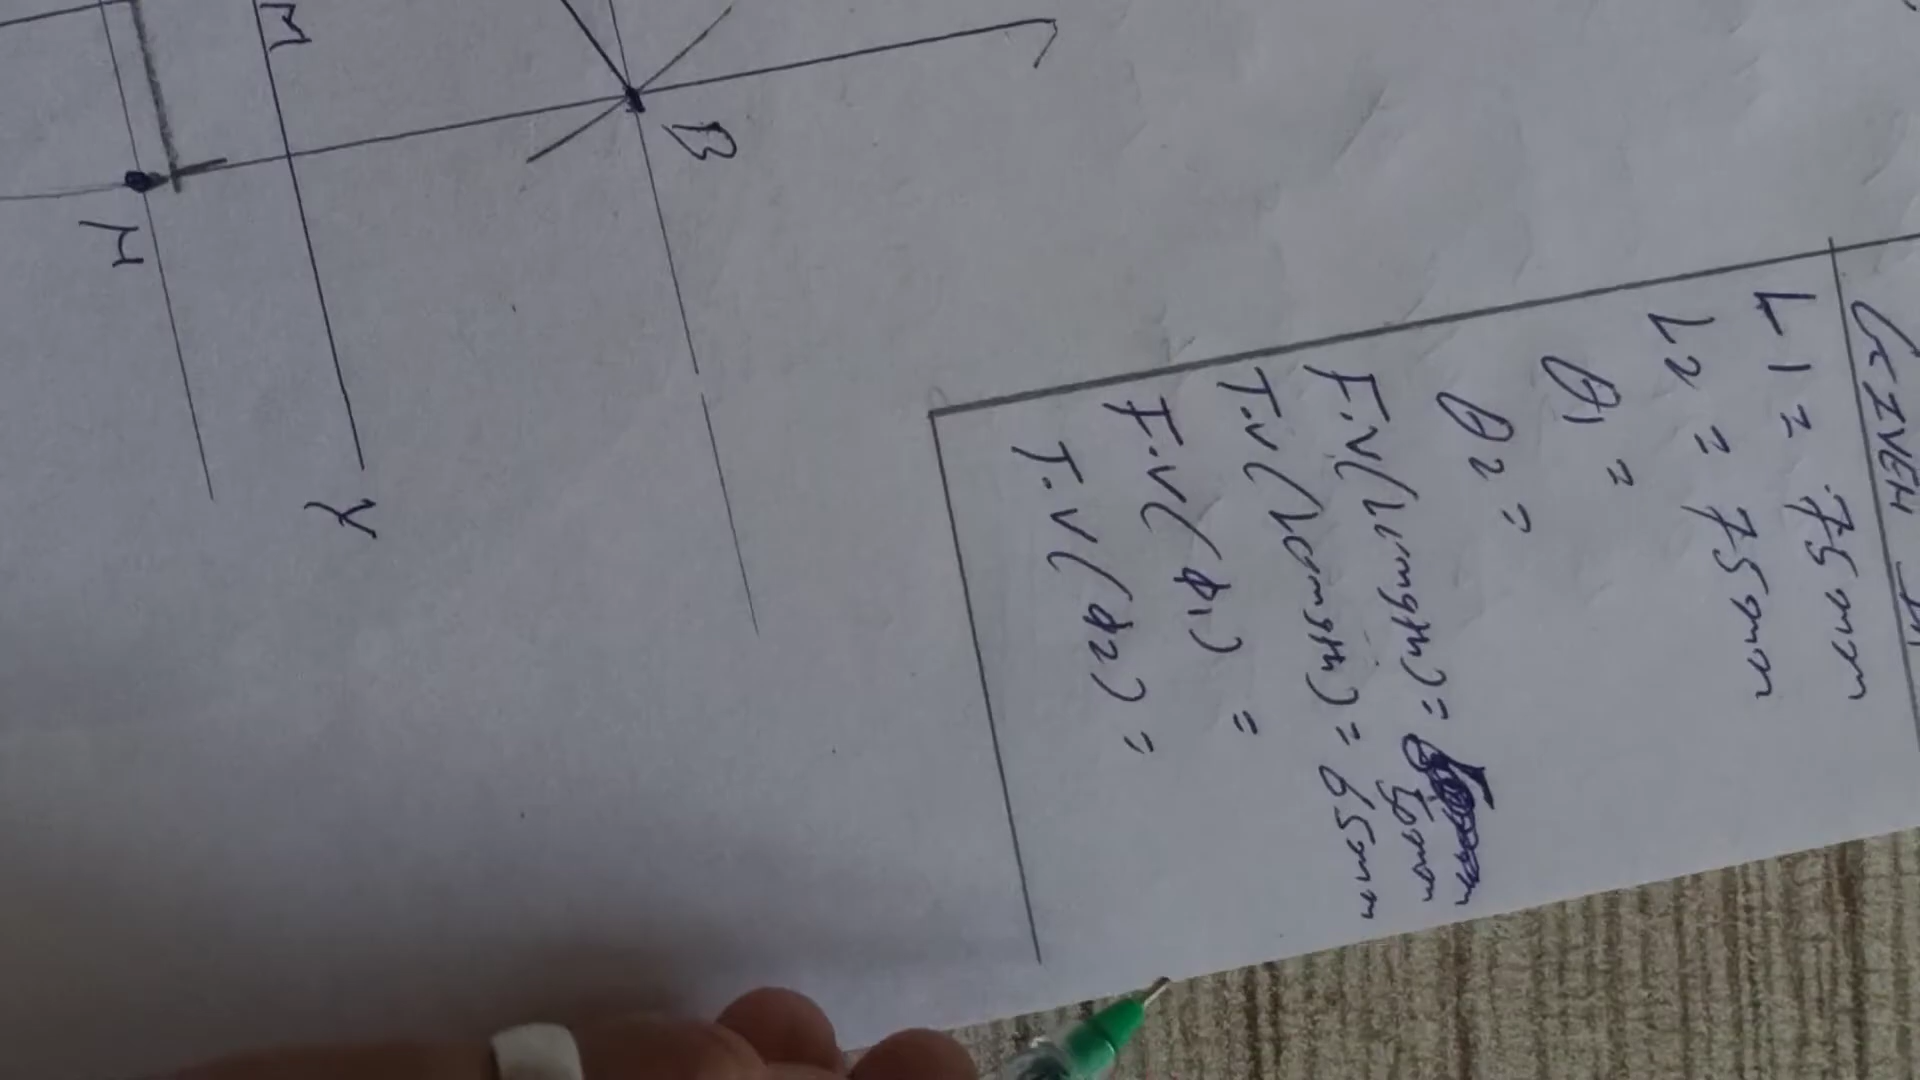 GIVEN
L1 = 75mm
L2 = 75mm
θ1 =
θ2 =
F.V (Length) =
50mm
T.V (Length) = 65mm
F.V (φ1) =
T.V (φ2) =
B
M
M
Y